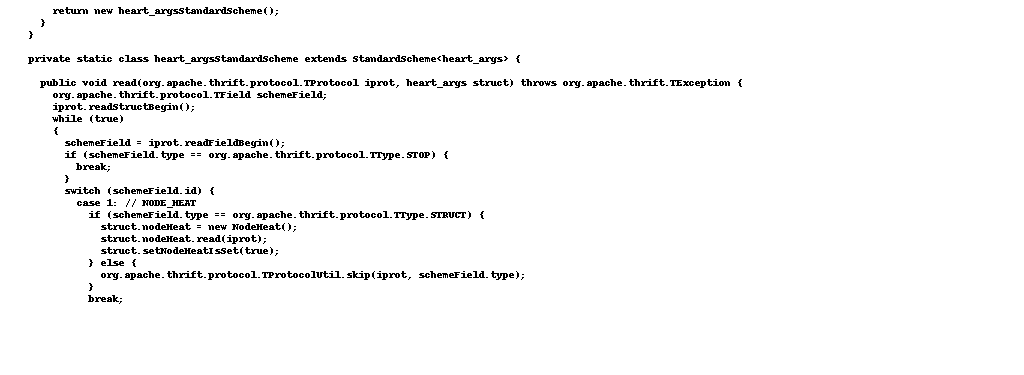 return new heart_argsStandardScheme();
}
}
private static class heart_argsStandardScheme extends StandardScheme<heart_args> {
public void read(org.apache.thrift.protocol.TProtocol iprot, heart_args struct) throws org.apache.thrift.TException {
org.apache.thrift.protocol.TField schemeField;
iprot.readStructBegin();
while (true)
{
schemeField = iprot.readFieldBegin();
if (schemeField.type == org.apache.thrift.protocol.TType.STOP) {
break;
}
switch (schemeField.id) {
case 1: // NODE_HEAT
if (schemeField.type == org.apache.thrift.protocol.TType.STRUCT) {
struct.nodeHeat = new NodeHeat();
struct.nodeHeat.read(iprot);
struct.setNodeHeatIsSet(true);
} else {
org.apache.thrift.protocol.TProtocolUtil.skip(iprot, schemeField.type);
}
break;